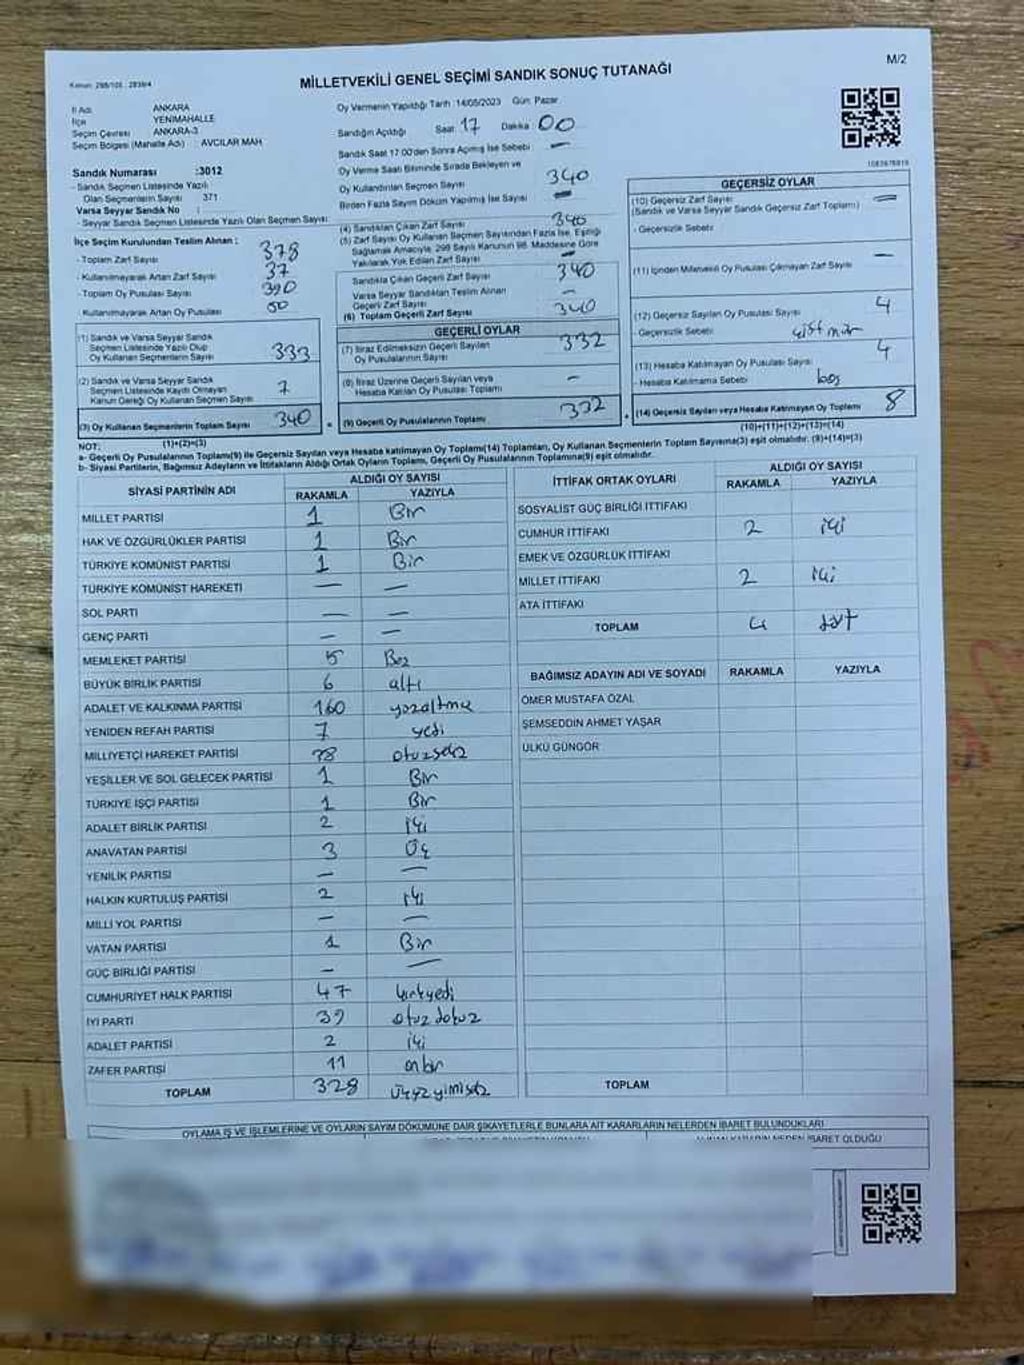 M/2
Kanun: 298/105 : 2839/4
MİLLETVEKİLİ GENEL SEÇİMİ SANDIK SONUÇ TUTANAĞI
İl Adı ANKARA
İlçe YENİMAHALLE
Seçim Çevresi ANKARA-3
Seçim Bölgesi (Mahalle Adı) : AVCILAR MAH.
Sandık Numarası :3012
- Sandık Seçmen Listesinde Yazılı
Olan Seçmenlerin Sayısı 371
Varsa Seyyar Sandık No :
- Seyyar Sandık Seçmen Listesinde Yazılı Olan Seçmen Sayısı:
İlçe Seçim Kurulundan Teslim Alınan :
- Toplam Zarf Sayısı 378
- Kullanılmayarak Artan Zarf Sayısı 37
- Toplam Oy Pusulası Sayısı 390
- Kullanılmayarak Artan Oy Pusulası 50
(1) Sandık ve Varsa Seyyar Sandık
Seçmen Listesinde Yazılı Olup
Oy Kullanan Seçmenlerin Sayısı 333
(2) Sandık ve Varsa Seyyar Sandık
Seçmen Listesinde Kaydı Olmayan
Kanun Gereği Oy Kullanan Seçmen Sayısı 7
(3) Oy Kullanan Seçmenlerin Toplam Sayısı 340
(1)+(2)=(3)
Oy Vermenin Yapıldığı Tarih :14/05/2023 Gün: Pazar
Sandığın Açıldığı Saat: 17 Dakika: 00
Sandık Saat 17:00'den Sonra Açılmış İse Sebebi: —
Oy Verme Saati Bitiminde Sırada Bekleyen ve
Oy Kullandırılan Seçmen Sayısı 340
Birden Fazla Sayım Döküm Yapılmış İse Sayısı —
(4) Sandıktan Çıkan Zarf Sayısı 340
(5) Zarf Sayısı Oy Kullanan Seçmen Sayısından Fazla İse, Eşitliği
Sağlamak Amacıyla, 298 Sayılı Kanunun 98. Maddesine Göre
Yakılarak Yok Edilen Zarf Sayısı —
Sandıkta Çıkan Geçerli Zarf Sayısı 340
Varsa Seyyar Sandıktan Teslim Alınan
Geçerli Zarf Sayısı —
(6) Toplam Geçerli Zarf Sayısı 340
GEÇERLİ OYLAR
(7) İtiraz Edilmeksizin Geçerli Sayılan
Oy Pusulalarının Sayısı 332
(8) İtiraz Üzerine Geçerli Sayılan veya
Hesaba Katılan Oy Pusulası Toplamı —
(9) Geçerli Oy Pusulalarının Toplamı 332
1083976919
GEÇERSİZ OYLAR
(10) Geçersiz Zarf Sayısı —
(Sandık ve Varsa Seyyar Sandık Geçersiz Zarf Toplamı)
- Geçersizlik Sebebi:
(11) İçinden Milletvekili Oy Pusulası Çıkmayan Zarf Sayısı —
(12) Geçersiz Sayılan Oy Pusulası Sayısı 4
- Geçersizlik Sebebi:
(13) Hesaba Katılmayan Oy Pusulası Sayısı 4
- Hesaba Katılmama Sebebi: boş
(14) Geçersiz Sayılan veya Hesaba Katılmayan Oy Toplamı 8
(10)+(11)+(12)+(13)=(14)
NOT:
a- Geçerli Oy Pusulalarının Toplamı(9) ile Geçersiz Sayılan veya Hesaba katılmayan Oy Toplamı(14) Toplamları, Oy Kullanan Seçmenlerin Toplam Sayısına(3) eşit olmalıdır. (9)+(14)=(3)
b- Siyasi Partilerin, Bağımsız Adayların ve İttifakların Aldığı Ortak Oyların Toplamı, Geçerli Oy Pusulalarının Toplamına(9) eşit olmalıdır.
SİYASİ PARTİNİN ADI ALDIĞI OY SAYISI
RAKAMLA YAZIYLA
MİLLET PARTİSİ 1 Bir
HAK VE ÖZGÜRLÜKLER PARTİSİ 1 Bir
TÜRKİYE KOMÜNİST PARTİSİ 1 Bir
TÜRKİYE KOMÜNİST HAREKETİ — —
SOL PARTİ — —
GENÇ PARTİ — —
MEMLEKET PARTİSİ 5 Beş
BÜYÜK BİRLİK PARTİSİ 6 altı
ADALET VE KALKINMA PARTİSİ 160 yüzaltmış
YENİDEN REFAH PARTİSİ 7 yedi
MİLLİYETÇİ HAREKET PARTİSİ 38 otuzsekiz
YEŞİLLER VE SOL GELECEK PARTİSİ 1 Bir
TÜRKİYE İŞÇİ PARTİSİ 1 Bir
ADALET BİRLİK PARTİSİ 2 iki
ANAVATAN PARTİSİ 3 Üç
YENİLİK PARTİSİ — —
HALKIN KURTULUŞ PARTİSİ 2 iki
MİLLİ YOL PARTİSİ — —
VATAN PARTİSİ 1 Bir
GÜÇ BİRLİĞİ PARTİSİ — —
CUMHURİYET HALK PARTİSİ 47 kırkyedi
İYİ PARTİ 39 otuzdokuz
ADALET PARTİSİ 2 iki
ZAFER PARTİSİ 11 onbir
TOPLAM 328 üçyüzyirmisekiz
İTTİFAK ORTAK OYLARI ALDIĞI OY SAYISI
RAKAMLA YAZIYLA
SOSYALİST GÜÇ BİRLİĞİ İTTİFAKI
CUMHUR İTTİFAKI 2 iki
EMEK VE ÖZGÜRLÜK İTTİFAKI
MİLLET İTTİFAKI 2 iki
ATA İTTİFAKI
TOPLAM 4 dört
BAĞIMSIZ ADAYIN ADI VE SOYADI RAKAMLA YAZIYLA
ÖMER MUSTAFA ÖZAL
ŞEMSEDDİN AHMET YAŞAR
ÜLKÜ GÜNGÖR
TOPLAM
OYLAMA İŞ VE İŞLEMLERİNE VE OYLARIN SAYIM DÖKÜMÜNE DAİR ŞİKAYETLERLE BUNLARA AİT KARARLARIN NELERDEN İBARET BULUNDUKLARI